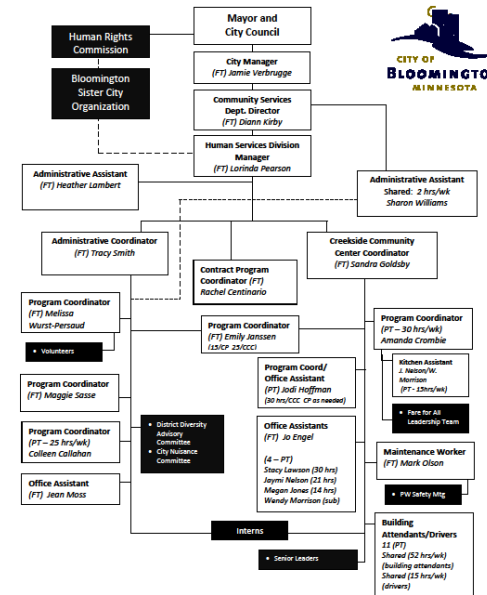 Mayor and
City Council
Human Rights
Commission
CITY OF
BLOOMINGTO
MINNESOTA
City Manager
(FT) Jamie Verbrugge
Bloomington
Sister City
Organization
Community Services
Dept. Director
(FT) Diann Kirby
Human Services Division
Manager
(FT) Lorinda Pearson
Administrative Assistant
(FT) Heather Lambert
Administrative Assistant
Shared: 2 hrs/wk
Sharon Williams
Administrative Coordinator
(FT) Tracy Smith
Contract Program
Coordinator (FT)
Rachel Centinario
Creekside Community
Center Coordinator
(FT) Sandra Goldsby
Program Coordinator
(FT) Melissa
Wurst-Persaud
• Volunteers
Program Coordinator
(FT) Emily Janssen
(15/CP 25/CCC)
Program Coordinator
(PT – 30 hrs/wk)
Amanda Crombie
Kitchen Assistant
J. Nelson/W.
Morrison
(PT - 15hrs/wk)
• Fare for All
Leadership Team
Program Coord/
Office Assistant
(PT) Jodi Hoffman
(30 hrs/CCC CP as needed)
Program Coordinator
(FT) Maggie Sasse
• District Diversity
Advisory
Committee
• City Nuisance
Committee
Program Coordinator
(PT – 25 hrs/wk)
Colleen Callahan
Office Assistants
(FT) Jo Engel
(4 – PT)
Stacy Lawson (30 hrs)
Jaymi Nelson (21 hrs)
Megan Jones (14 hrs)
Wendy Morrison (sub)
Maintenance Worker
(FT) Mark Olson
• PW Safety Mtg
Office Assistant
(FT) Jean Mass
Interns
• Senior Leaders
Building
Attendants/Drivers
11 (PT)
Shared (52 hrs/wk)
(building attendants)
Shared (15 hrs/wk)
(drivers)